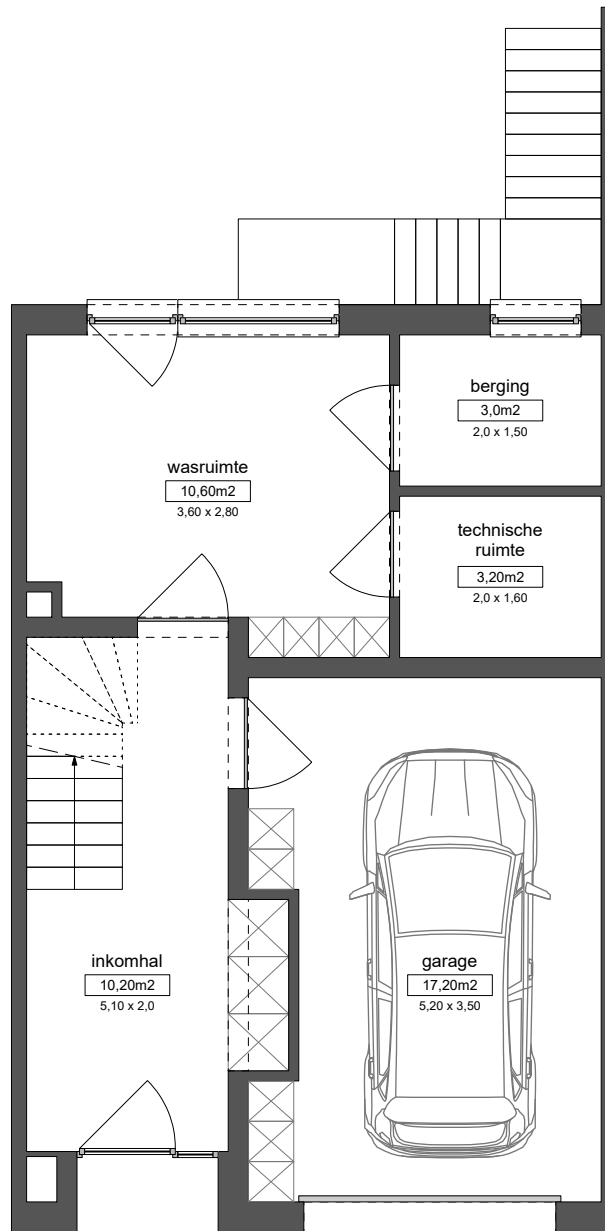 berging
3,0m2
2,0 x 1,50
wasruimte
10,60m2
3,60 x 2,80
technische
ruimte
3,20m2
2,0 x 1,60
inkomhal
10,20m2
5,10 x 2,0
garage
17,20m2
5,20 x 3,50